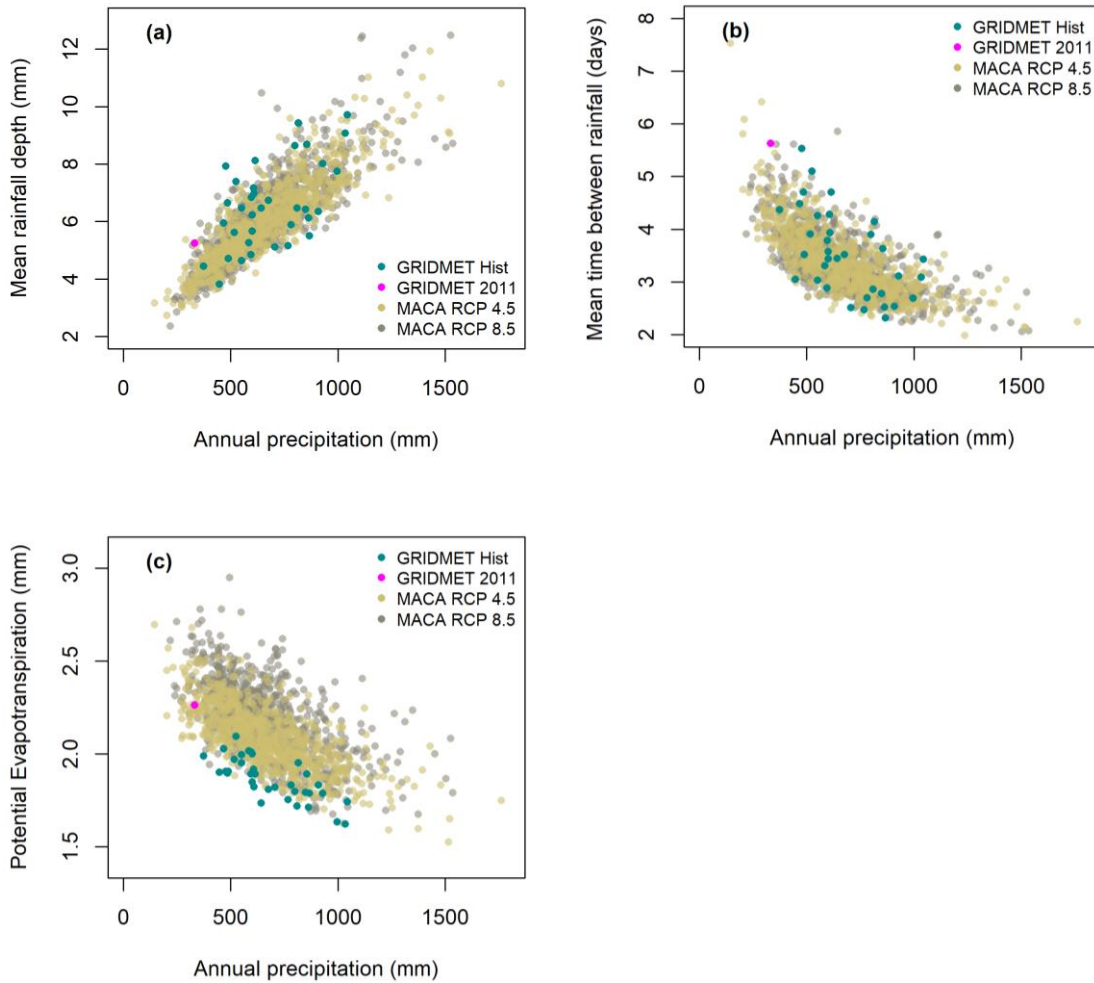 (a)
GRIDMET Hist
GRIDMET 2011
MACA RCP 4.5
MACA RCP 8.5
Mean rainfall depth (mm)
12
10
8
6
4
2
0 500 1000 1500
Annual precipitation (mm)
(b)
GRIDMET Hist
GRIDMET 2011
MACA RCP 4.5
MACA RCP 8.5
Mean time between rainfall (days)
8
7
6
5
4
3
2
0 500 1000 1500
Annual precipitation (mm)
(c)
GRIDMET Hist
GRIDMET 2011
MACA RCP 4.5
MACA RCP 8.5
Potential Evapotranspiration (mm)
3.0
2.5
2.0
1.5
0 500 1000 1500
Annual precipitation (mm)